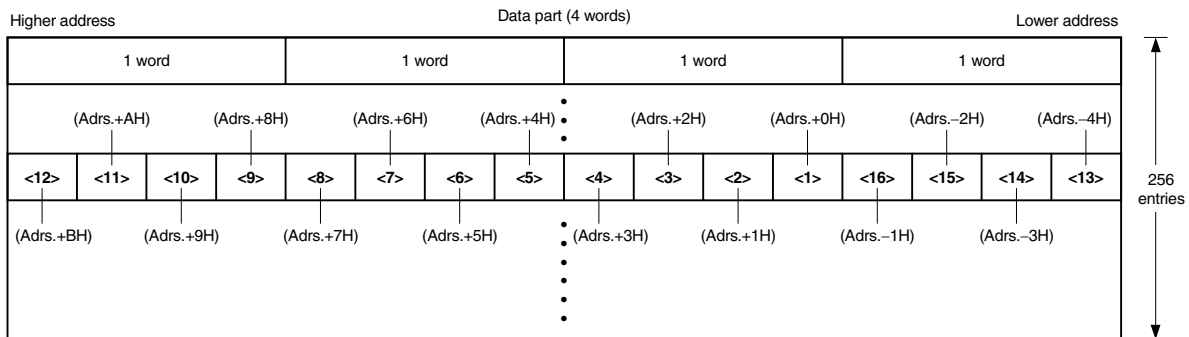 Higher address Data part (4 words) Lower address
1 word 1 word 1 word 1 word
(Adrs.+AH) (Adrs.+8H) (Adrs.+6H) (Adrs.+4H) (Adrs.+2H) (Adrs.+0H) (Adrs.−2H) (Adrs.−4H)
<12> <11> <10> <9> <8> <7> <6> <5> <4> <3> <2> <1> <16> <15> <14> <13> 256
entries
(Adrs.+BH) (Adrs.+9H) (Adrs.+7H) (Adrs.+5H) (Adrs.+3H) (Adrs.+1H) (Adrs.−1H) (Adrs.−3H)